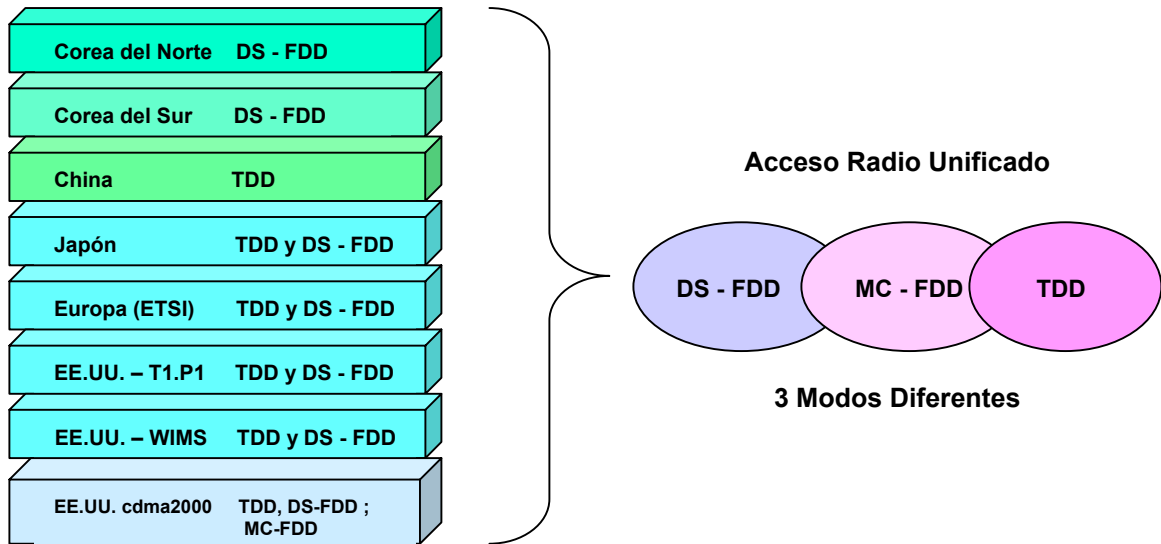 Corea del Norte DS - FDD
Corea del Sur DS - FDD
China TDD
Japón TDD y DS - FDD
Europa (ETSI) TDD y DS - FDD
EE.UU. – T1.P1 TDD y DS - FDD
EE.UU. – WIMS TDD y DS - FDD
EE.UU. cdma2000 TDD, DS-FDD ;
MC-FDD
Acceso Radio Unificado
DS - FDD MC - FDD TDD
3 Modos Diferentes